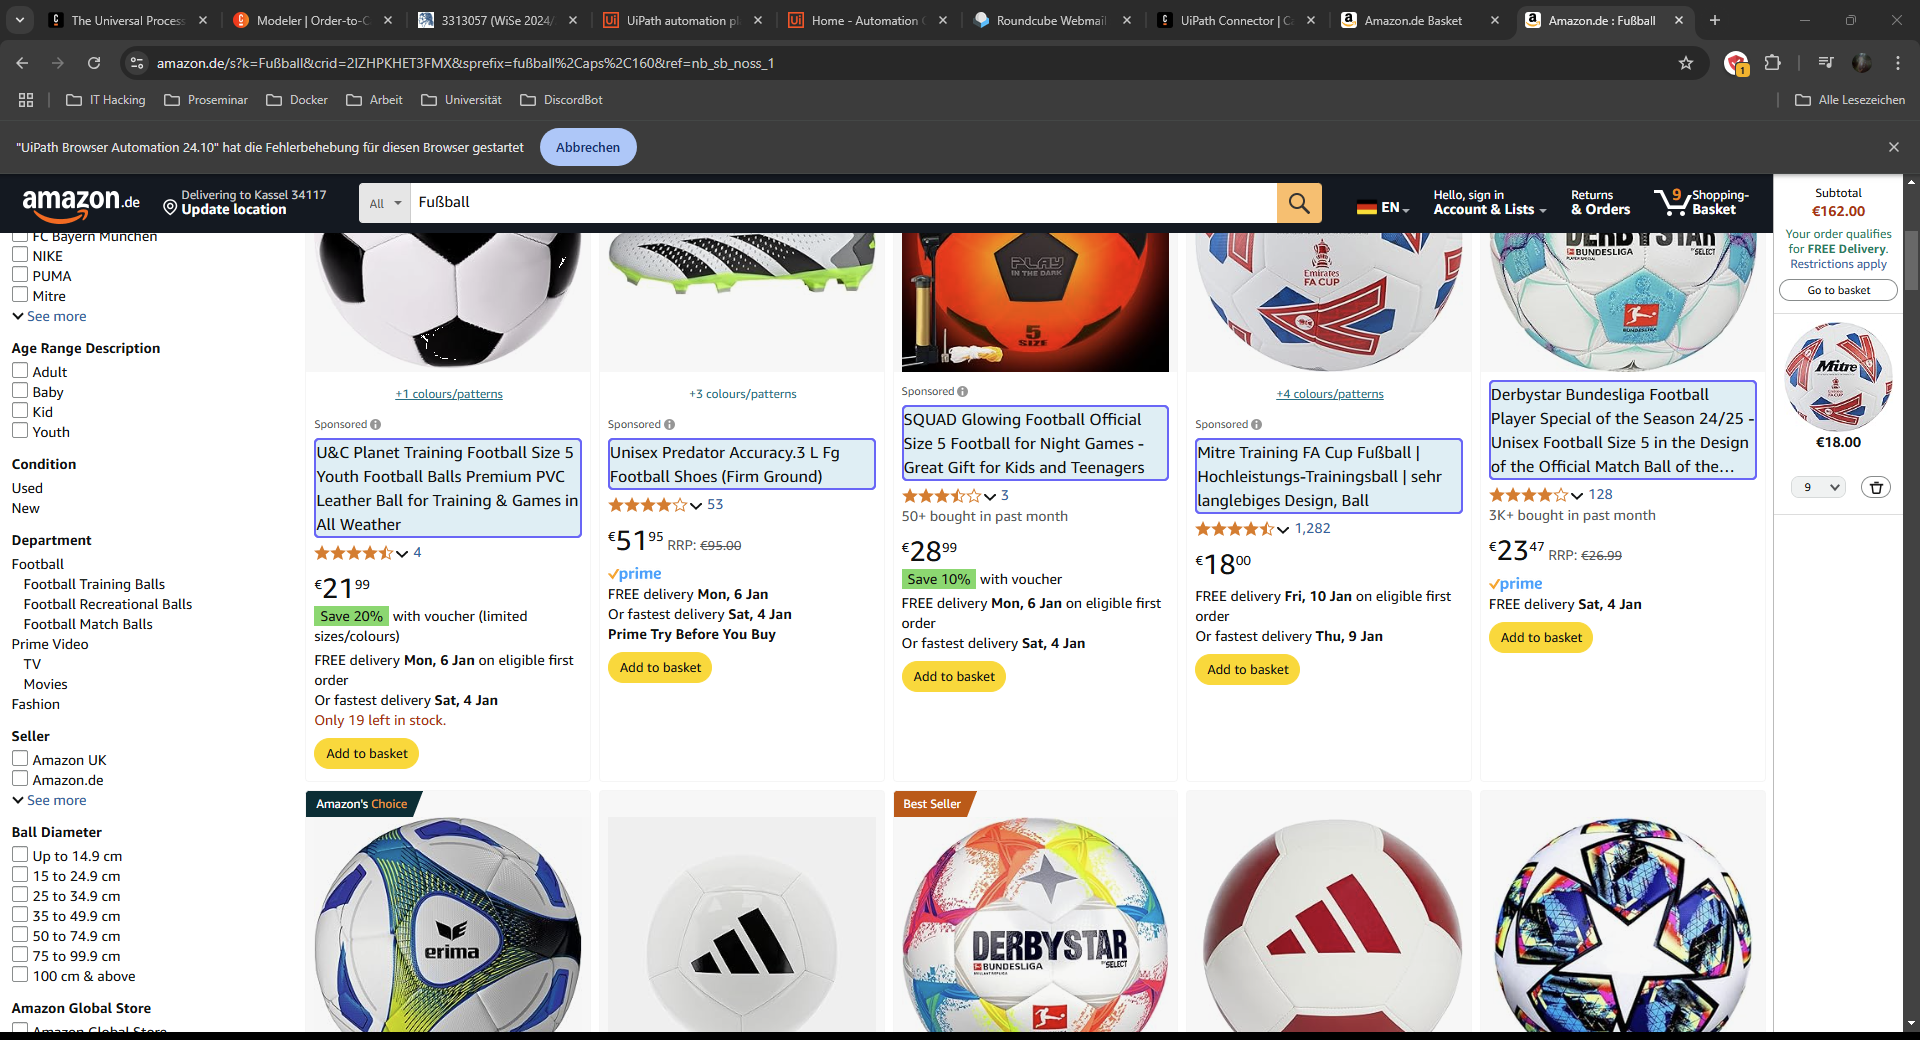 The Universal Process
Modeler | Order-to-C
3313057 (WiSe 2024/
UiPath automation pl
Home - Automation C
Roundcube Webmail
UiPath Connector | Ca
Amazon.de Basket
Amazon.de : Fußball
amazon.de/s?k=Fußball&crid=2IZHPKHET3FMX&sprefix=fußball%2Caps%2C160&ref=nb_sb_noss_1
1
IT Hacking
Proseminar
Docker
Arbeit
Universität
DiscordBot
Alle Lesezeichen
"UiPath Browser Automation 24.10" hat die Fehlerbehebung für diesen Browser gestartet
Abbrechen
amazon.de
Delivering to Kassel 34117
Update location
All
Fußball
EN
Hello, sign in
Account & Lists
Returns
& Orders
9
Shopping-
Basket
Subtotal
€162.00
Your order qualifies
for FREE Delivery.
Restrictions apply
Go to basket
Mitre
€18.00
9
FC Bayern München
NIKE
PUMA
Mitre
See more
Age Range Description
Adult
Baby
Kid
Youth
Condition
Used
New
Department
Football
Football Training Balls
Football Recreational Balls
Football Match Balls
Prime Video
TV
Movies
Fashion
Seller
Amazon UK
Amazon.de
See more
Ball Diameter
Up to 14.9 cm
15 to 24.9 cm
25 to 34.9 cm
35 to 49.9 cm
50 to 74.9 cm
75 to 99.9 cm
100 cm & above
Amazon Global Store
Amazon Global Store
+1 colours/patterns
Sponsored
U&C Planet Training Football Size 5
Youth Football Balls Premium PVC
Leather Ball for Training & Games in
All Weather
4
€21 99
Save 20% with voucher (limited
sizes/colours)
FREE delivery Mon, 6 Jan on eligible first
order
Or fastest delivery Sat, 4 Jan
Only 19 left in stock.
Add to basket
+3 colours/patterns
Sponsored
Unisex Predator Accuracy.3 L Fg
Football Shoes (Firm Ground)
53
€51 95 RRP: €95.00
prime
FREE delivery Mon, 6 Jan
Or fastest delivery Sat, 4 Jan
Prime Try Before You Buy
Add to basket
PLAY
IN THE DARK
5
SIZE
Sponsored
SQUAD Glowing Football Official
Size 5 Football for Night Games -
Great Gift for Kids and Teenagers
3
50+ bought in past month
€28 99
Save 10% with voucher
FREE delivery Mon, 6 Jan on eligible first
order
Or fastest delivery Sat, 4 Jan
Add to basket
Emirates
FA CUP
+4 colours/patterns
Sponsored
Mitre Training FA Cup Fußball |
Hochleistungs-Trainingsball | sehr
langlebiges Design, Ball
1,282
€18 00
FREE delivery Fri, 10 Jan on eligible first
order
Or fastest delivery Thu, 9 Jan
Add to basket
DERBYSTAR
BUNDESLIGA
BY SELECT
Derbystar Bundesliga Football
Player Special of the Season 24/25 -
Unisex Football Size 5 in the Design
of the Official Match Ball of the...
128
3K+ bought in past month
€23 47 RRP: €26.99
prime
FREE delivery Sat, 4 Jan
Add to basket
Amazon's Choice
erima
Best Seller
DERBYSTAR
BUNDESLIGA
BY SELECT